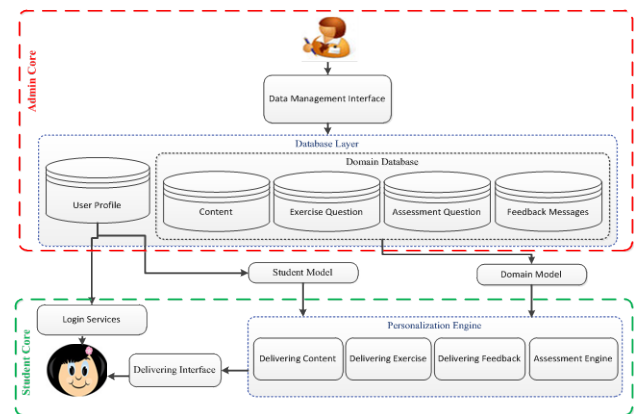 Admin Core
Data Management Interface
Database Layer
Domain Database
User Profile
Content
Exercise Question
Assessment Question
Feedback Messages
Student Model
Domain Model
Student Core
Login Services
Personalization Engine
Delivering Interface
Delivering Content
Delivering Exercise
Delivering Feedback
Assessment Engine